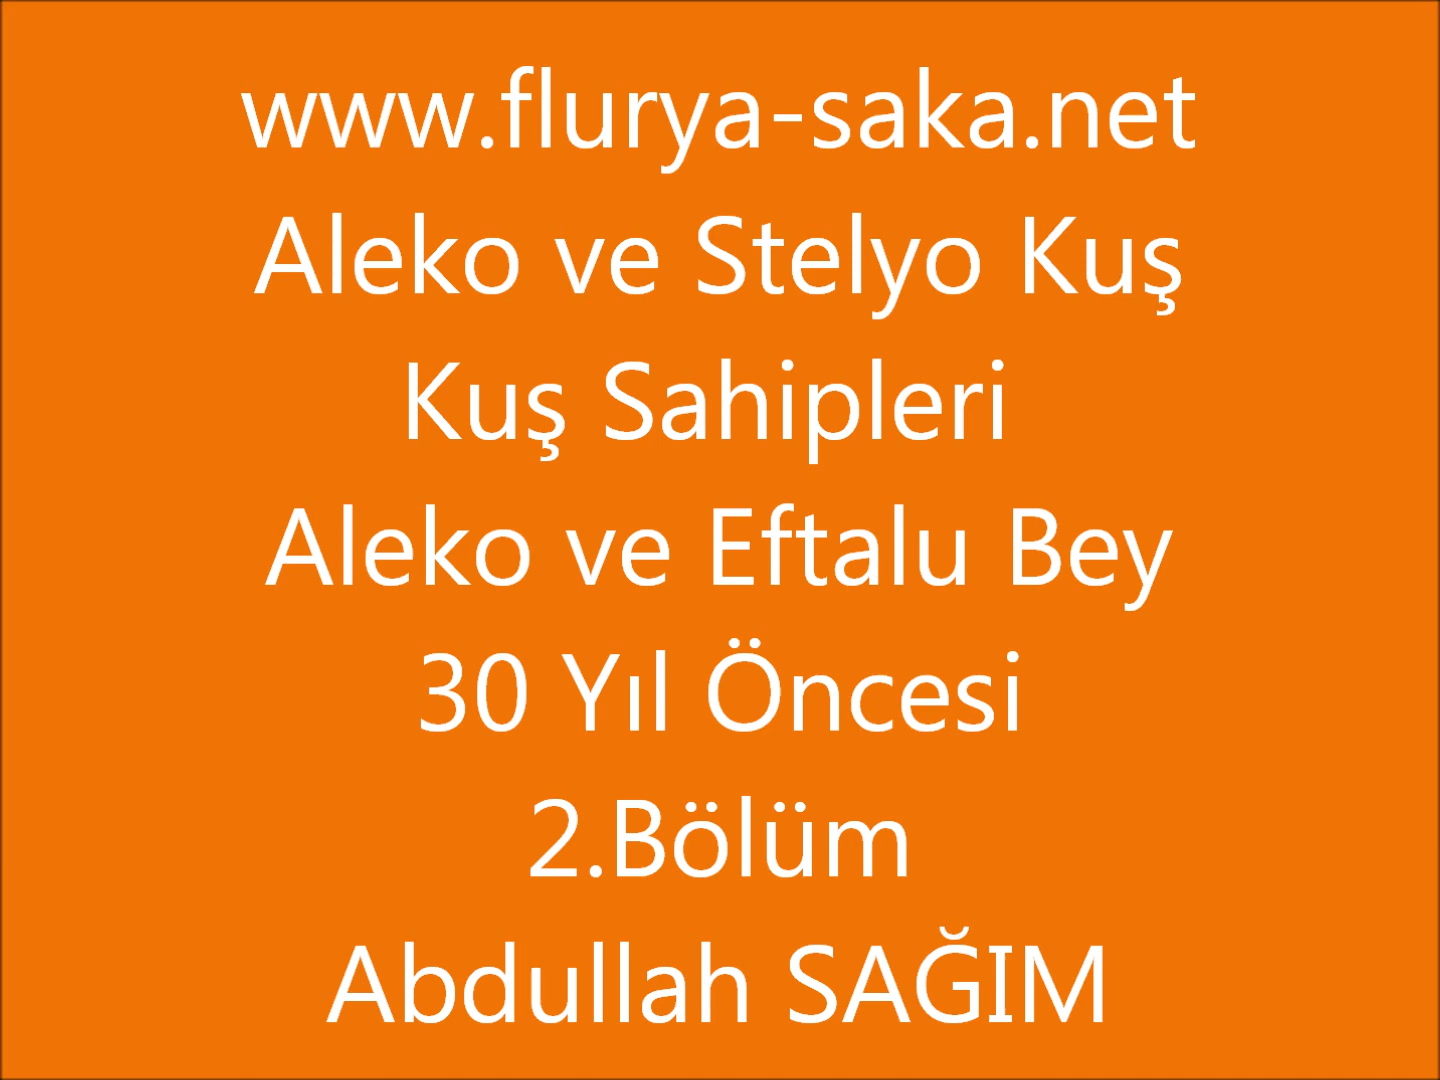 www.flurya-saka.net
Aleko ve Stelyo Kuş
Kuş Sahipleri
Aleko ve Eftalu Bey
30 Yıl Öncesi
2.Bölüm
Abdullah SAĞIM